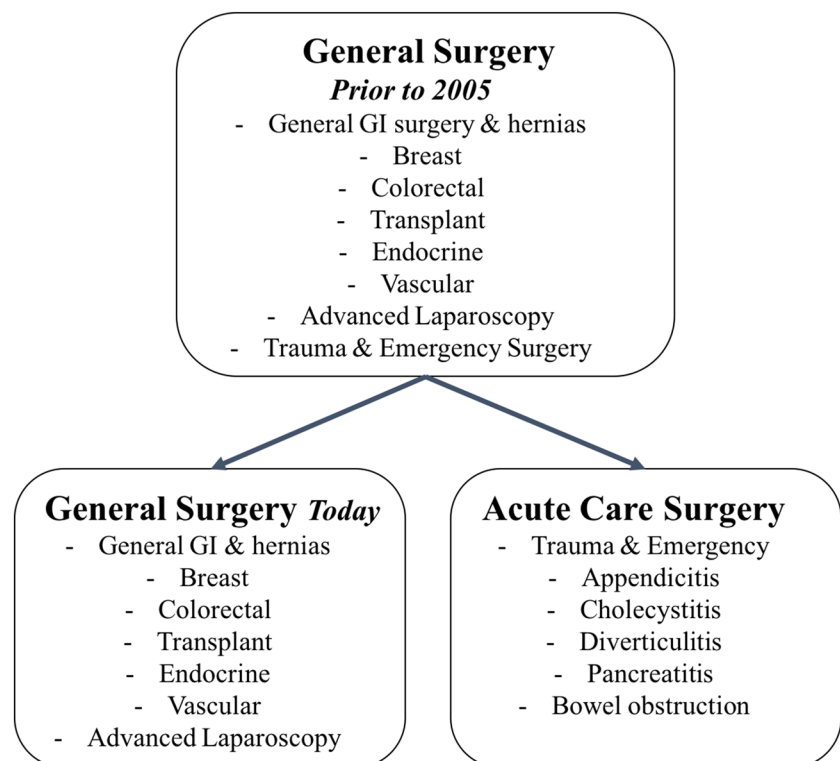 General Surgery
Prior to 2005
- General GI surgery & hernias
- Breast
- Colorectal
- Transplant
- Endocrine
- Vascular
- Advanced Laparoscopy
- Trauma & Emergency Surgery
General Surgery Today
- General GI & hernias
- Breast
- Colorectal
- Transplant
- Endocrine
- Vascular
- Advanced Laparoscopy
Acute Care Surgery
- Trauma & Emergency
- Appendicitis
- Cholecystitis
- Diverticulitis
- Pancreatitis
- Bowel obstruction